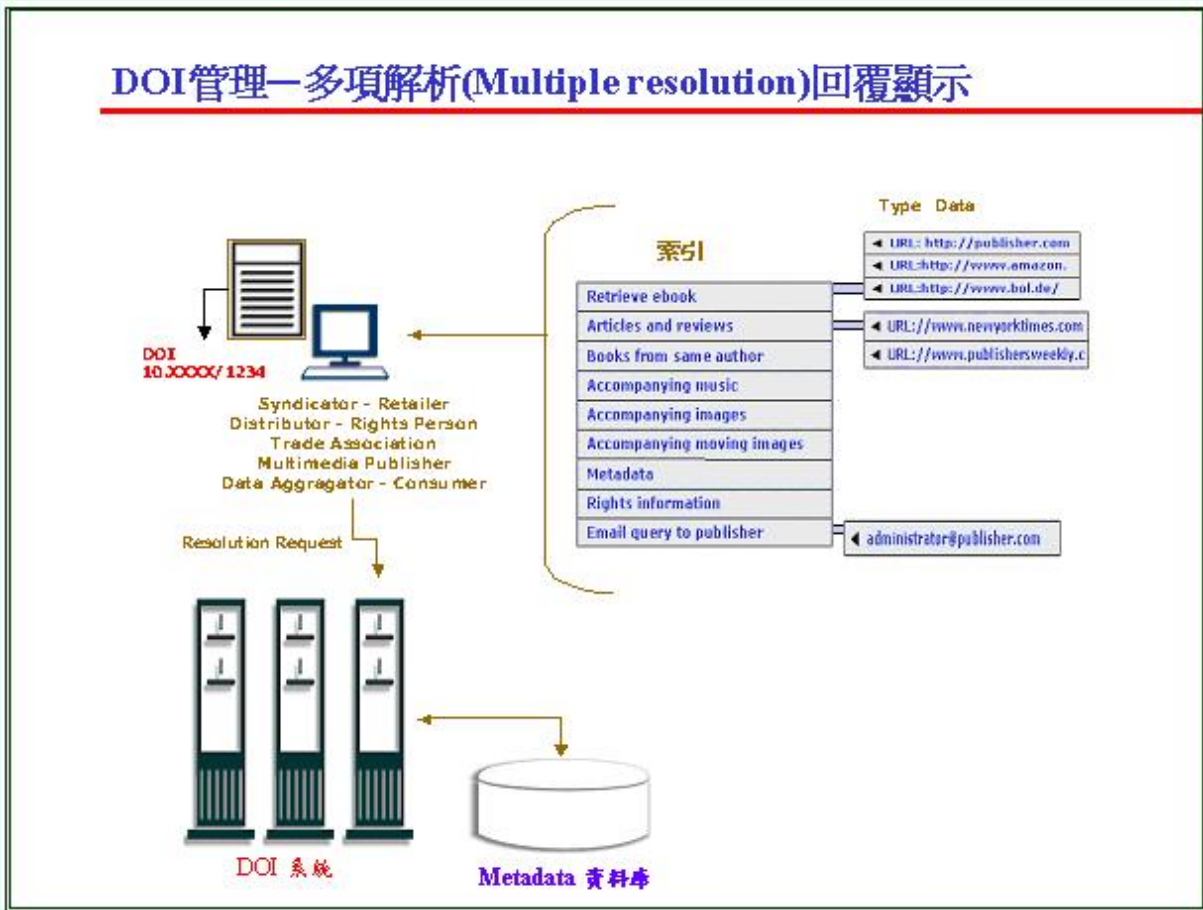 DOI管理—多項解析(Multiple resolution)回覆顯示
Type Data
索引
URL: http://publisher.com
URL:http://www.amazon.
URL:http://www.bol.de/
Retrieve ebook
Articles and reviews
Books from same author
Accompanying music
Accompanying images
Accompanying moving images
Metadata
Rights information
Email query to publisher
URL://www.newyorktimes.com
URL://www.publishersweekly.c
administrator@publisher.com
DOI
10.XXXX/1234
Syndicator - Retailer
Distributor - Rights Person
Trade Association
Multimedia Publisher
Data Aggragator - Consumer
Resolution Request
DOI 系統
Metadata 資料庫